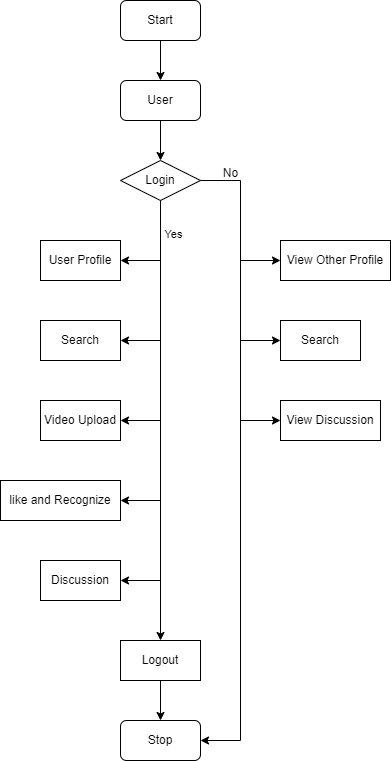 Start
User
Login
No
Yes
User Profile
View Other Profile
Search
Search
Video Upload
View Discussion
like and Recognize
Discussion
Logout
Stop